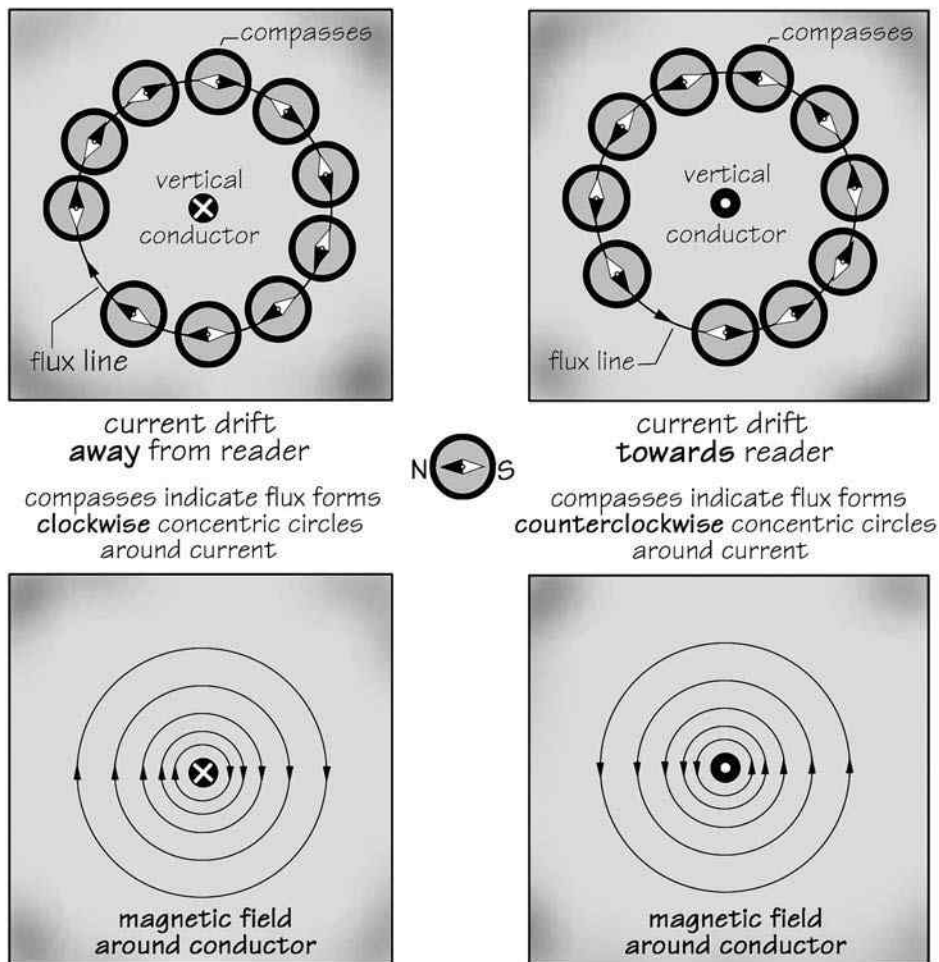 compasses
vertical
conductor
flux line
current drift
away from reader
compasses indicate flux forms
clockwise concentric circles
around current
N S
compasses
vertical
conductor
flux line
current drift
towards reader
compasses indicate flux forms
counterclockwise concentric circles
around current
magnetic field
around conductor
magnetic field
around conductor